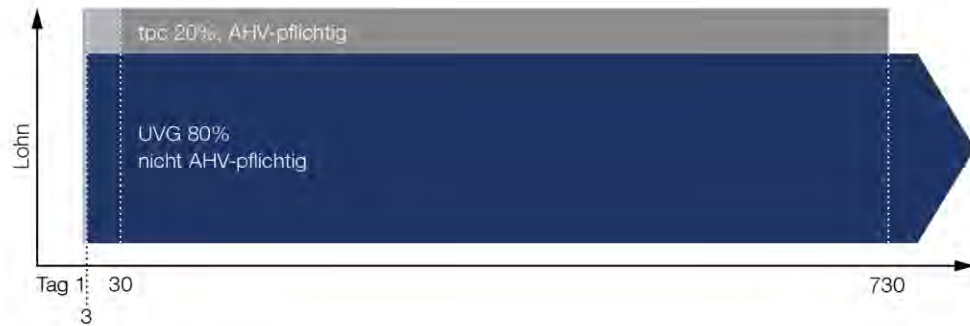 tpc 20%, AHV-pflichtig
UVG 80%
nicht AHV-pflichtig
Lohn
Tag 1 30 730
3